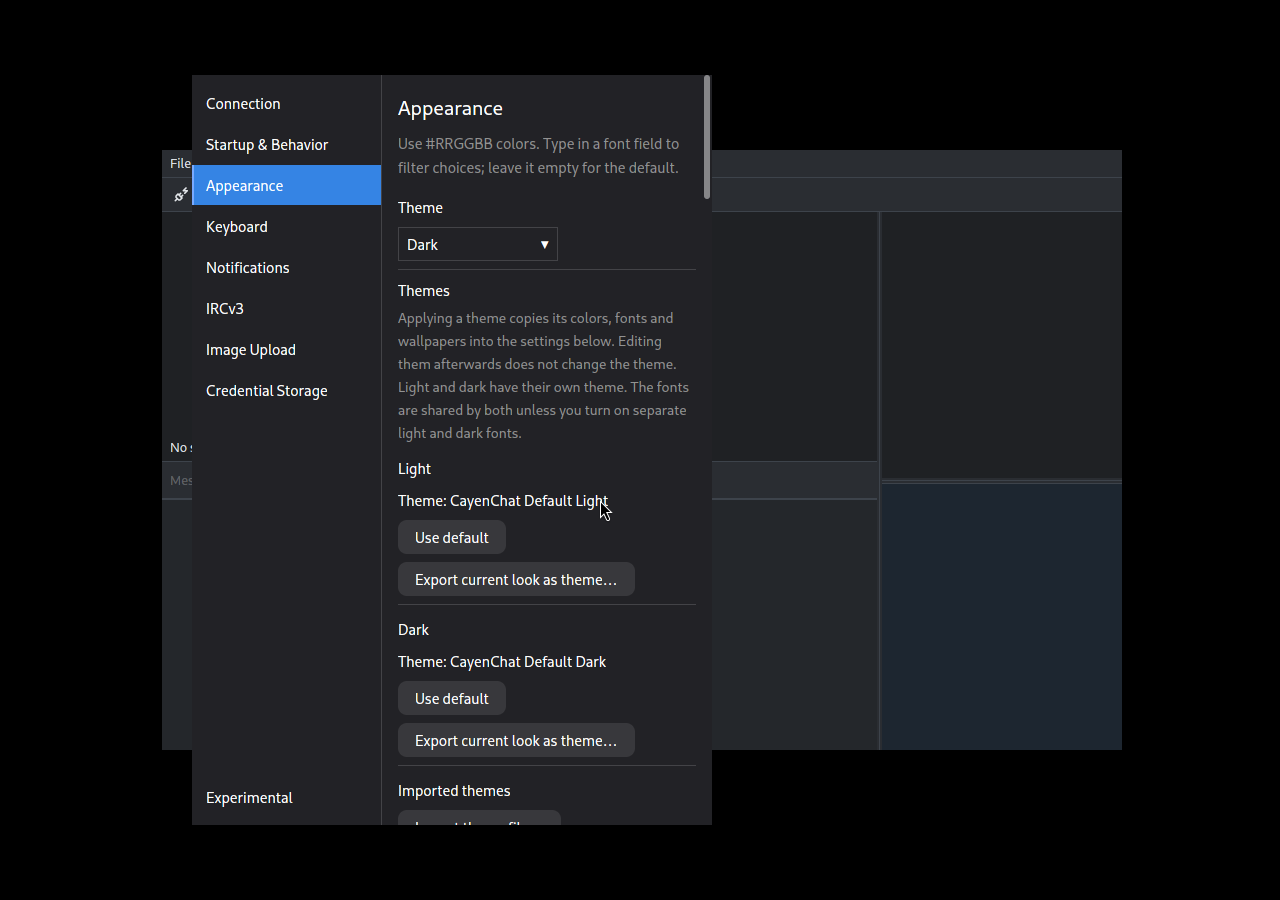 Connection
Startup & Behavior
Appearance
Keyboard
Notifications
IRCv3
Image Upload
Credential Storage
Experimental
File
No
Appearance
Use #RRGGBB colors. Type in a font field to
filter choices; leave it empty for the default.
Theme
Dark
Themes
Applying a theme copies its colors, fonts and
wallpapers into the settings below. Editing
them afterwards does not change the theme.
Light and dark have their own theme. The fonts
are shared by both unless you turn on separate
light and dark fonts.
Light
Theme: CayenChat Default Light
Use default
Export current look as theme…
Dark
Theme: CayenChat Default Dark
Use default
Export current look as theme…
Imported themes